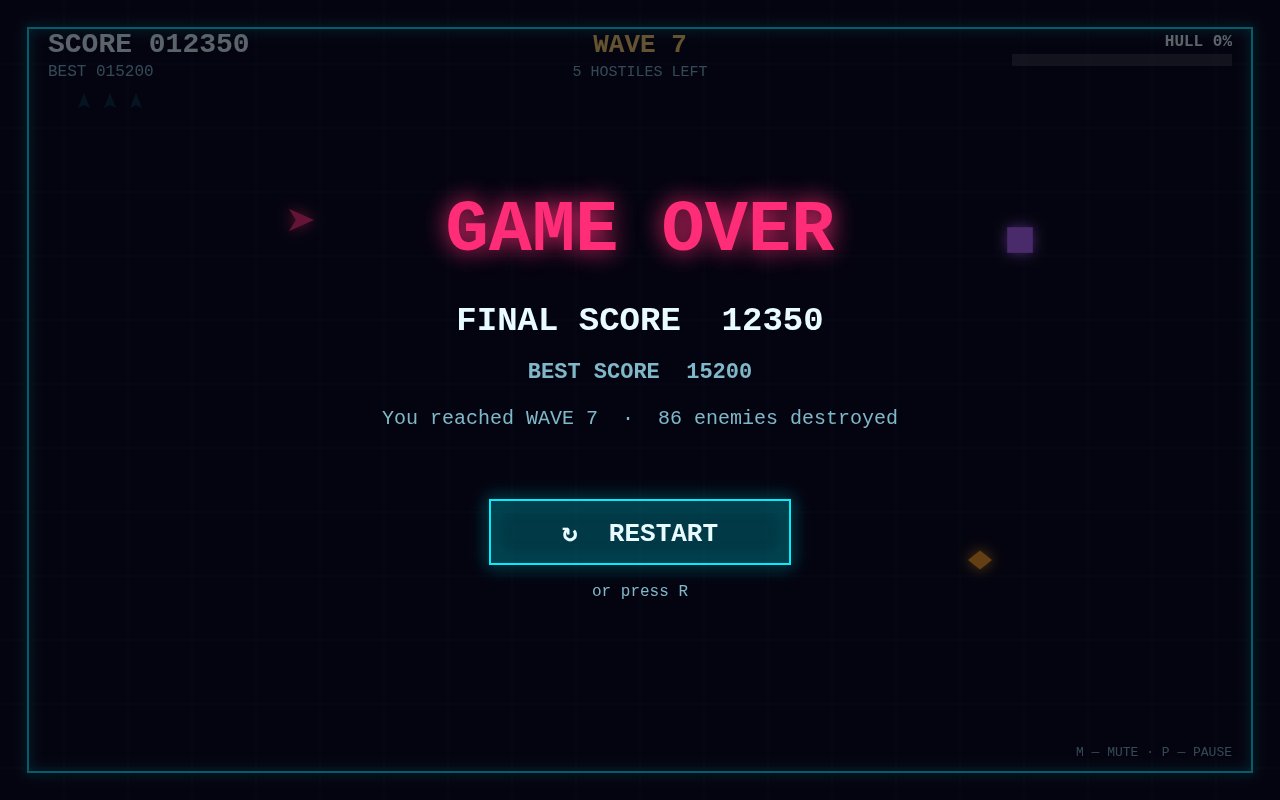 SCORE 012350
WAVE 7
HULL 0%
BEST 015200
5 HOSTILES LEFT
GAME OVER
FINAL SCORE  12350
BEST SCORE  15200
You reached WAVE 7  ·  86 enemies destroyed
↻  RESTART
or press R
M — MUTE · P — PAUSE